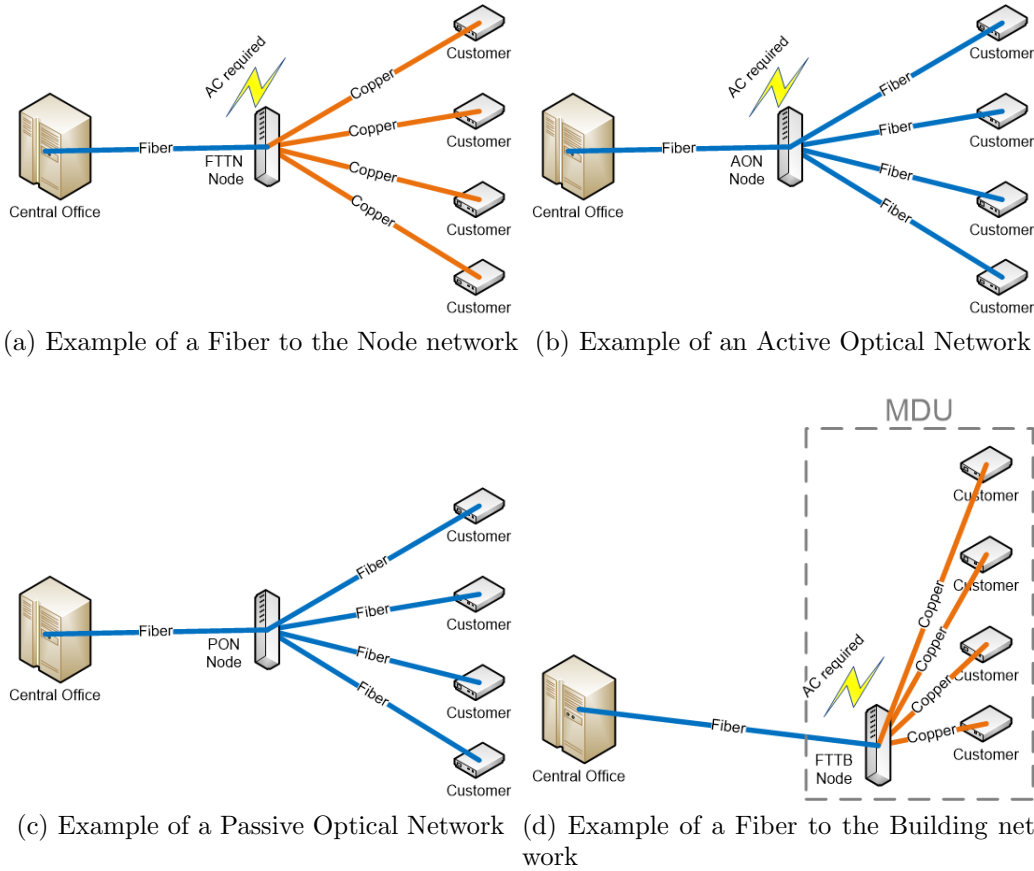 AC required
Central Office
Fiber
FTTN
Node
Copper
Copper
Copper
Copper
Customer
Customer
Customer
Customer
(a) Example of a Fiber to the Node network
AC required
Central Office
Fiber
AON
Node
Fiber
Fiber
Fiber
Fiber
Customer
Customer
Customer
Customer
(b) Example of an Active Optical Network
Central Office
Fiber
PON
Node
Fiber
Fiber
Fiber
Fiber
Customer
Customer
Customer
Customer
(c) Example of a Passive Optical Network
MDU
AC required
Central Office
Fiber
FTTB
Node
Copper
Copper
Copper
Copper
Customer
Customer
Customer
Customer
(d) Example of a Fiber to the Building net
work